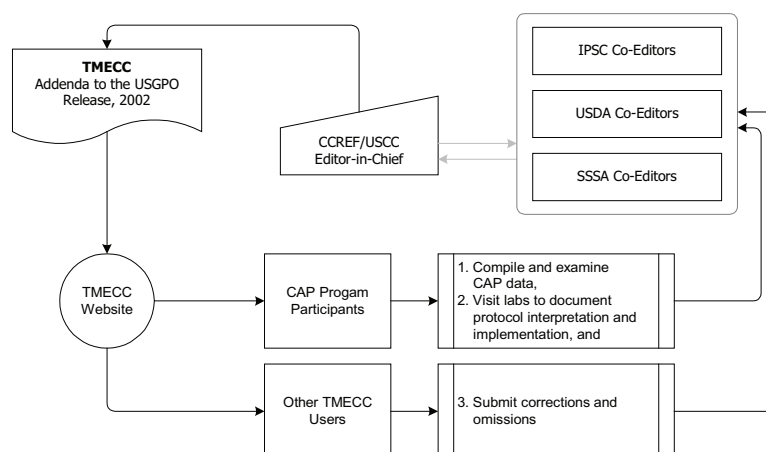 TMECC
Addenda to the USGPO
Release, 2002
CCREF/USCC
Editor-in-Chief
IPSC Co-Editors
USDA Co-Editors
SSSA Co-Editors
TMECC
Website
CAP Progam
Participants
1. Compile and examine
CAP data,
2. Visit labs to document
protocol interpretation and
implementation, and
Other TMECC
Users
3. Submit corrections and
omissions